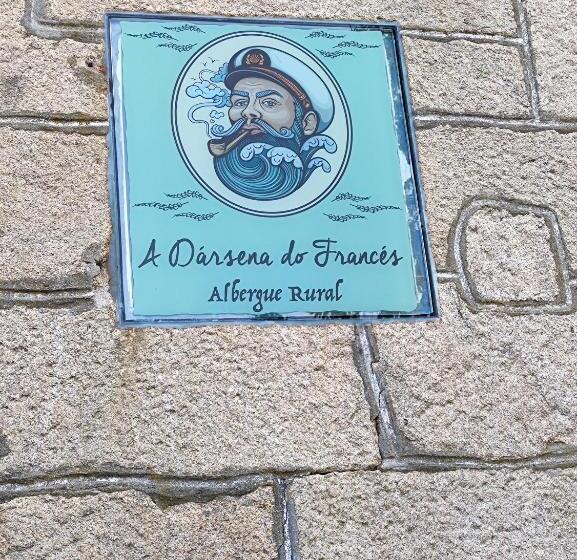 A Dársena do Francés
Albergue Rural